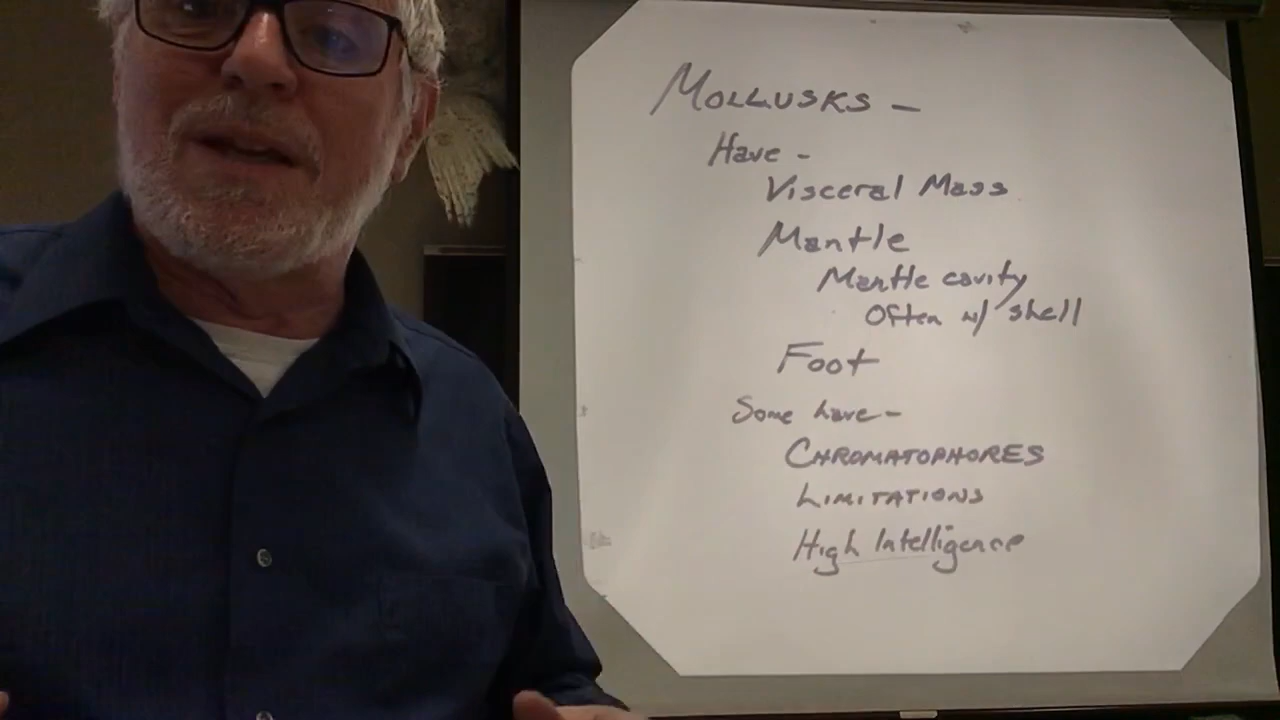 MOLLUSKS -
Have -
Visceral Mass
Mantle
Mantle cavity
Often w/ shell
Foot
Some have -
CHROMATOPHORES
LIMITATIONS
High Intelligence